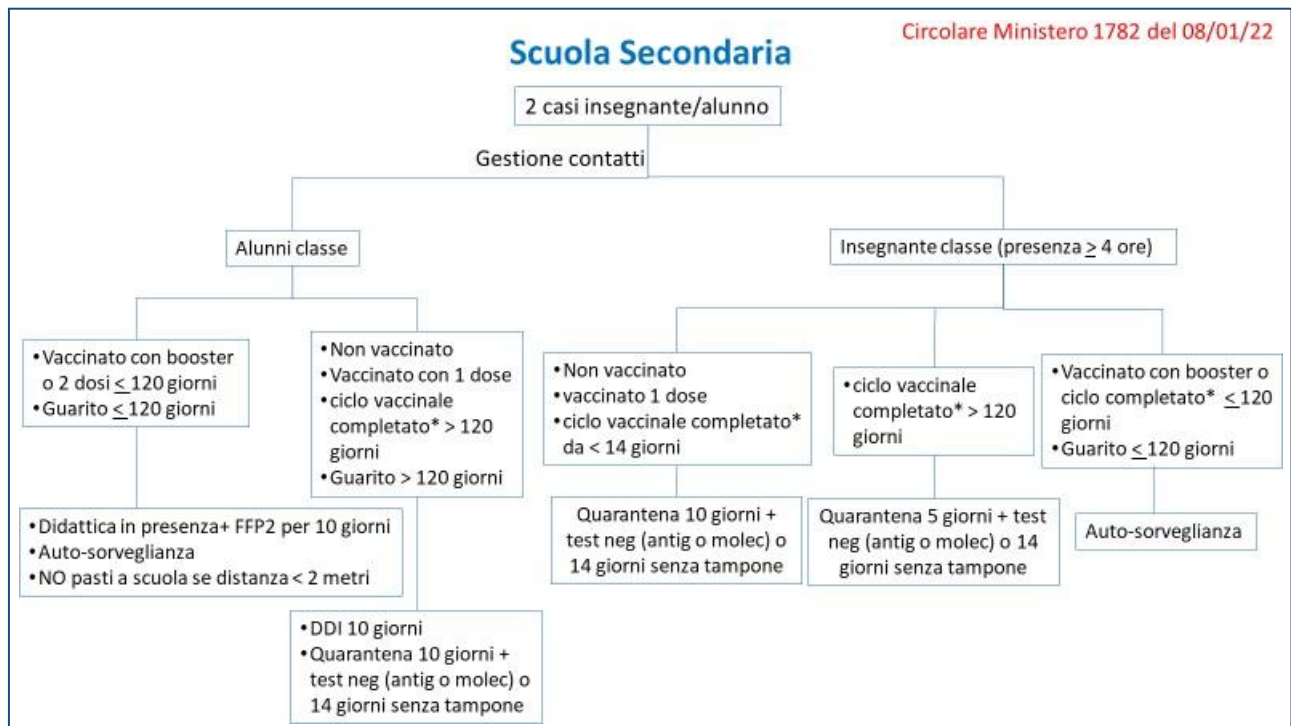 Circolare Ministero 1782 del 08/01/22
Scuola Secondaria
2 casi insegnante/alunno
Gestione contatti
Alunni classe
Insegnante classe (presenza > 4 ore)
•Vaccinato con booster
o 2 dosi < 120 giorni
•Guarito < 120 giorni
•Non vaccinato
•Vaccinato con 1 dose
•ciclo vaccinale
completato* > 120
giorni
•Guarito > 120 giorni
•Non vaccinato
•vaccinato 1 dose
•ciclo vaccinale completato*
da < 14 giorni
•ciclo vaccinale
completato* > 120
giorni
•Vaccinato con booster o
ciclo completato* <120
giorni
•Guarito <120 giorni
•Didattica in presenza+ FFP2 per 10 giorni
•Auto-sorveglianza
•NO pasti a scuola se distanza < 2 metri
•DDI 10 giorni
•Quarantena 10 giorni +
test neg (antig o molec) o
14 giorni senza tampone
Quarantena 10 giorni +
test neg (antig o molec) o
14 giorni senza tampone
Quarantena 5 giorni + test
neg (antig o molec) o 14
giorni senza tampone
Auto-sorveglianza